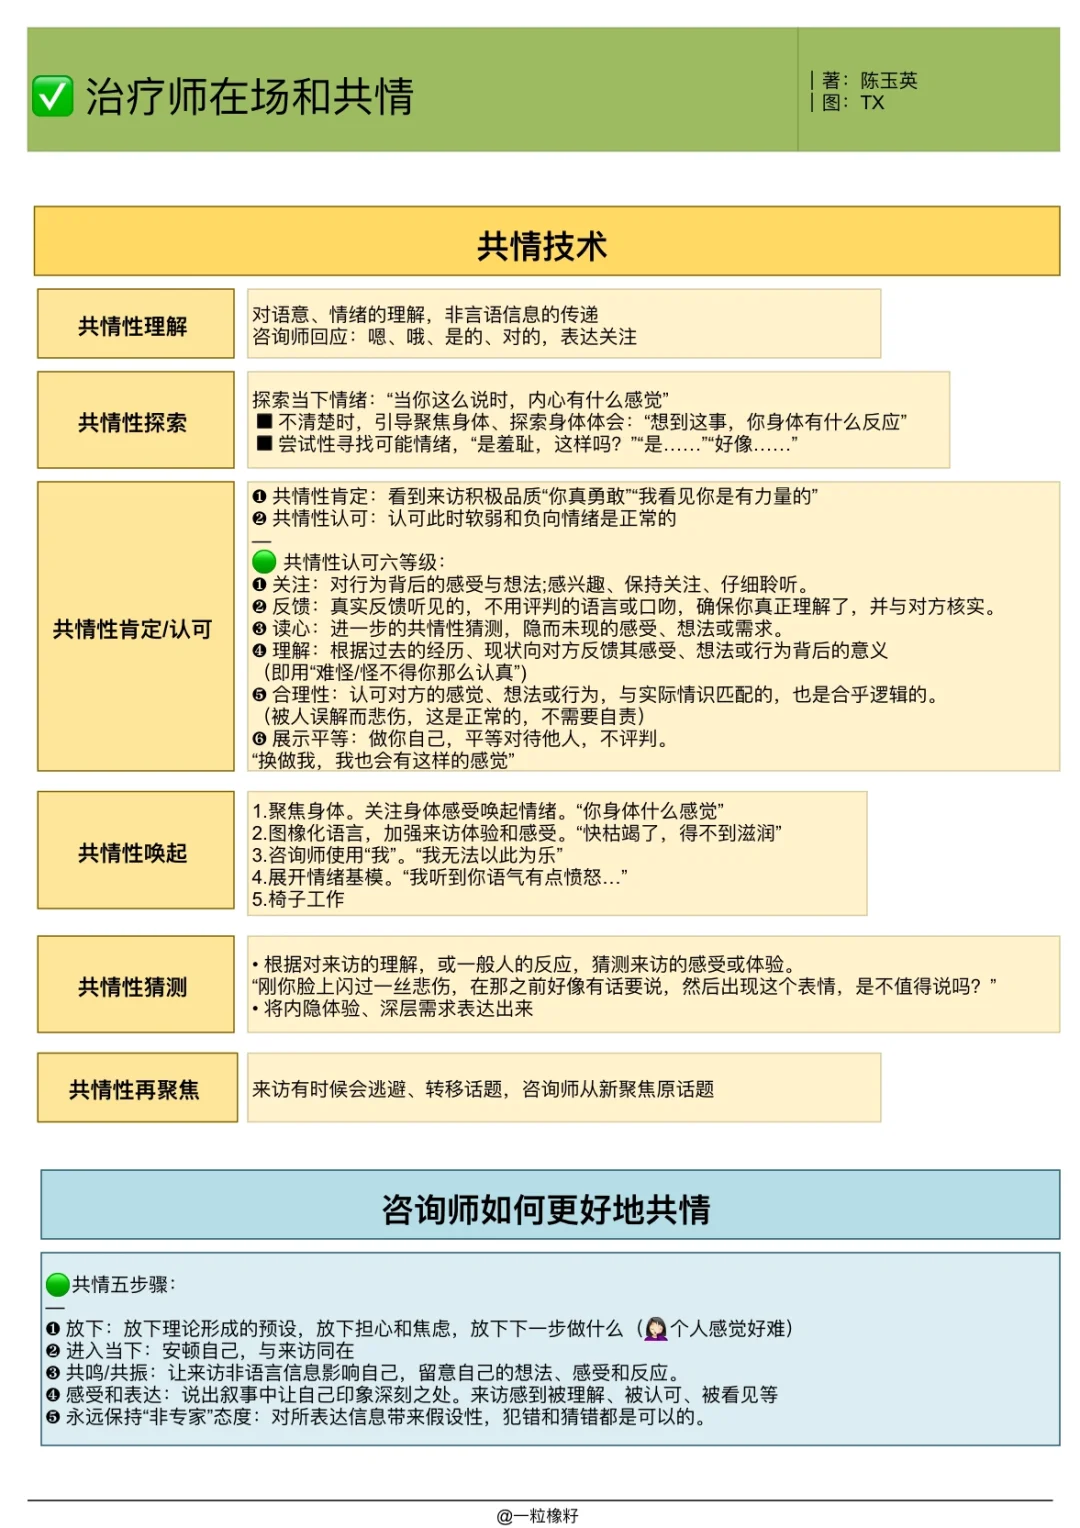 ✅ 治疗师在场和共情
| 著：陈玉英
| 图：TX
共情技术
共情性理解
对语意、情绪的理解，非言语信息的传递
咨询师回应：嗯、哦、是的、对的，表达关注
共情性探索
探索当下情绪：“当你这么说时，内心有什么感觉”
■ 不清楚时，引导聚焦身体、探索身体体会：“想到这事，你身体有什么反应”
■ 尝试性寻找可能情绪，“是羞耻，这样吗？”“是……”“好像……”
共情性肯定/认可
❶ 共情性肯定：看到来访积极品质“你真勇敢”“我看见你是有力量的”
❷ 共情性认可：认可此时软弱和负向情绪是正常的
—
🟢 共情性认可六等级：
❶ 关注：对行为背后的感受与想法;感兴趣、保持关注、仔细聆听。
❷ 反馈：真实反馈听见的，不用评判的语言或口吻，确保你真正理解了，并与对方核实。
❸ 读心：进一步的共情性猜测，隐而未现的感受、想法或需求。
❹ 理解：根据过去的经历、现状向对方反馈其感受、想法或行为背后的意义
（即用“难怪/怪不得你那么认真”)
❺ 合理性：认可对方的感觉、想法或行为，与实际情识匹配的，也是合乎逻辑的。
（被人误解而悲伤，这是正常的，不需要自责）
❻ 展示平等：做你自己，平等对待他人，不评判。
“换做我，我也会有这样的感觉”
共情性唤起
1.聚焦身体。关注身体感受唤起情绪。“你身体什么感觉”
2.图橡化语言，加强来访体验和感受。“快枯竭了，得不到滋润”
3.咨询师使用“我”。“我无法以此为乐”
4.展开情绪基模。“我听到你语气有点愤怒…”
5.椅子工作
共情性猜测
• 根据对来访的理解，或一般人的反应，猜测来访的感受或体验。
“刚你脸上闪过一丝悲伤，在那之前好像有话要说，然后出现这个表情，是不值得说吗？”
• 将内隐体验、深层需求表达出来
共情性再聚焦
来访有时候会逃避、转移话题，咨询师从新聚焦原话题
咨询师如何更好地共情
🟢共情五步骤：
—
❶ 放下：放下理论形成的预设，放下担心和焦虑，放下下一步做什么（🤦🏻‍♀️个人感觉好难）
❷ 进入当下：安顿自己，与来访同在
❸ 共鸣/共振：让来访非语言信息影响自己，留意自己的想法、感受和反应。
❹ 感受和表达：说出叙事中让自己印象深刻之处。来访感到被理解、被认可、被看见等
❺ 永远保持“非专家”态度：对所表达信息带来假设性，犯错和猜错都是可以的。
@一粒橡籽